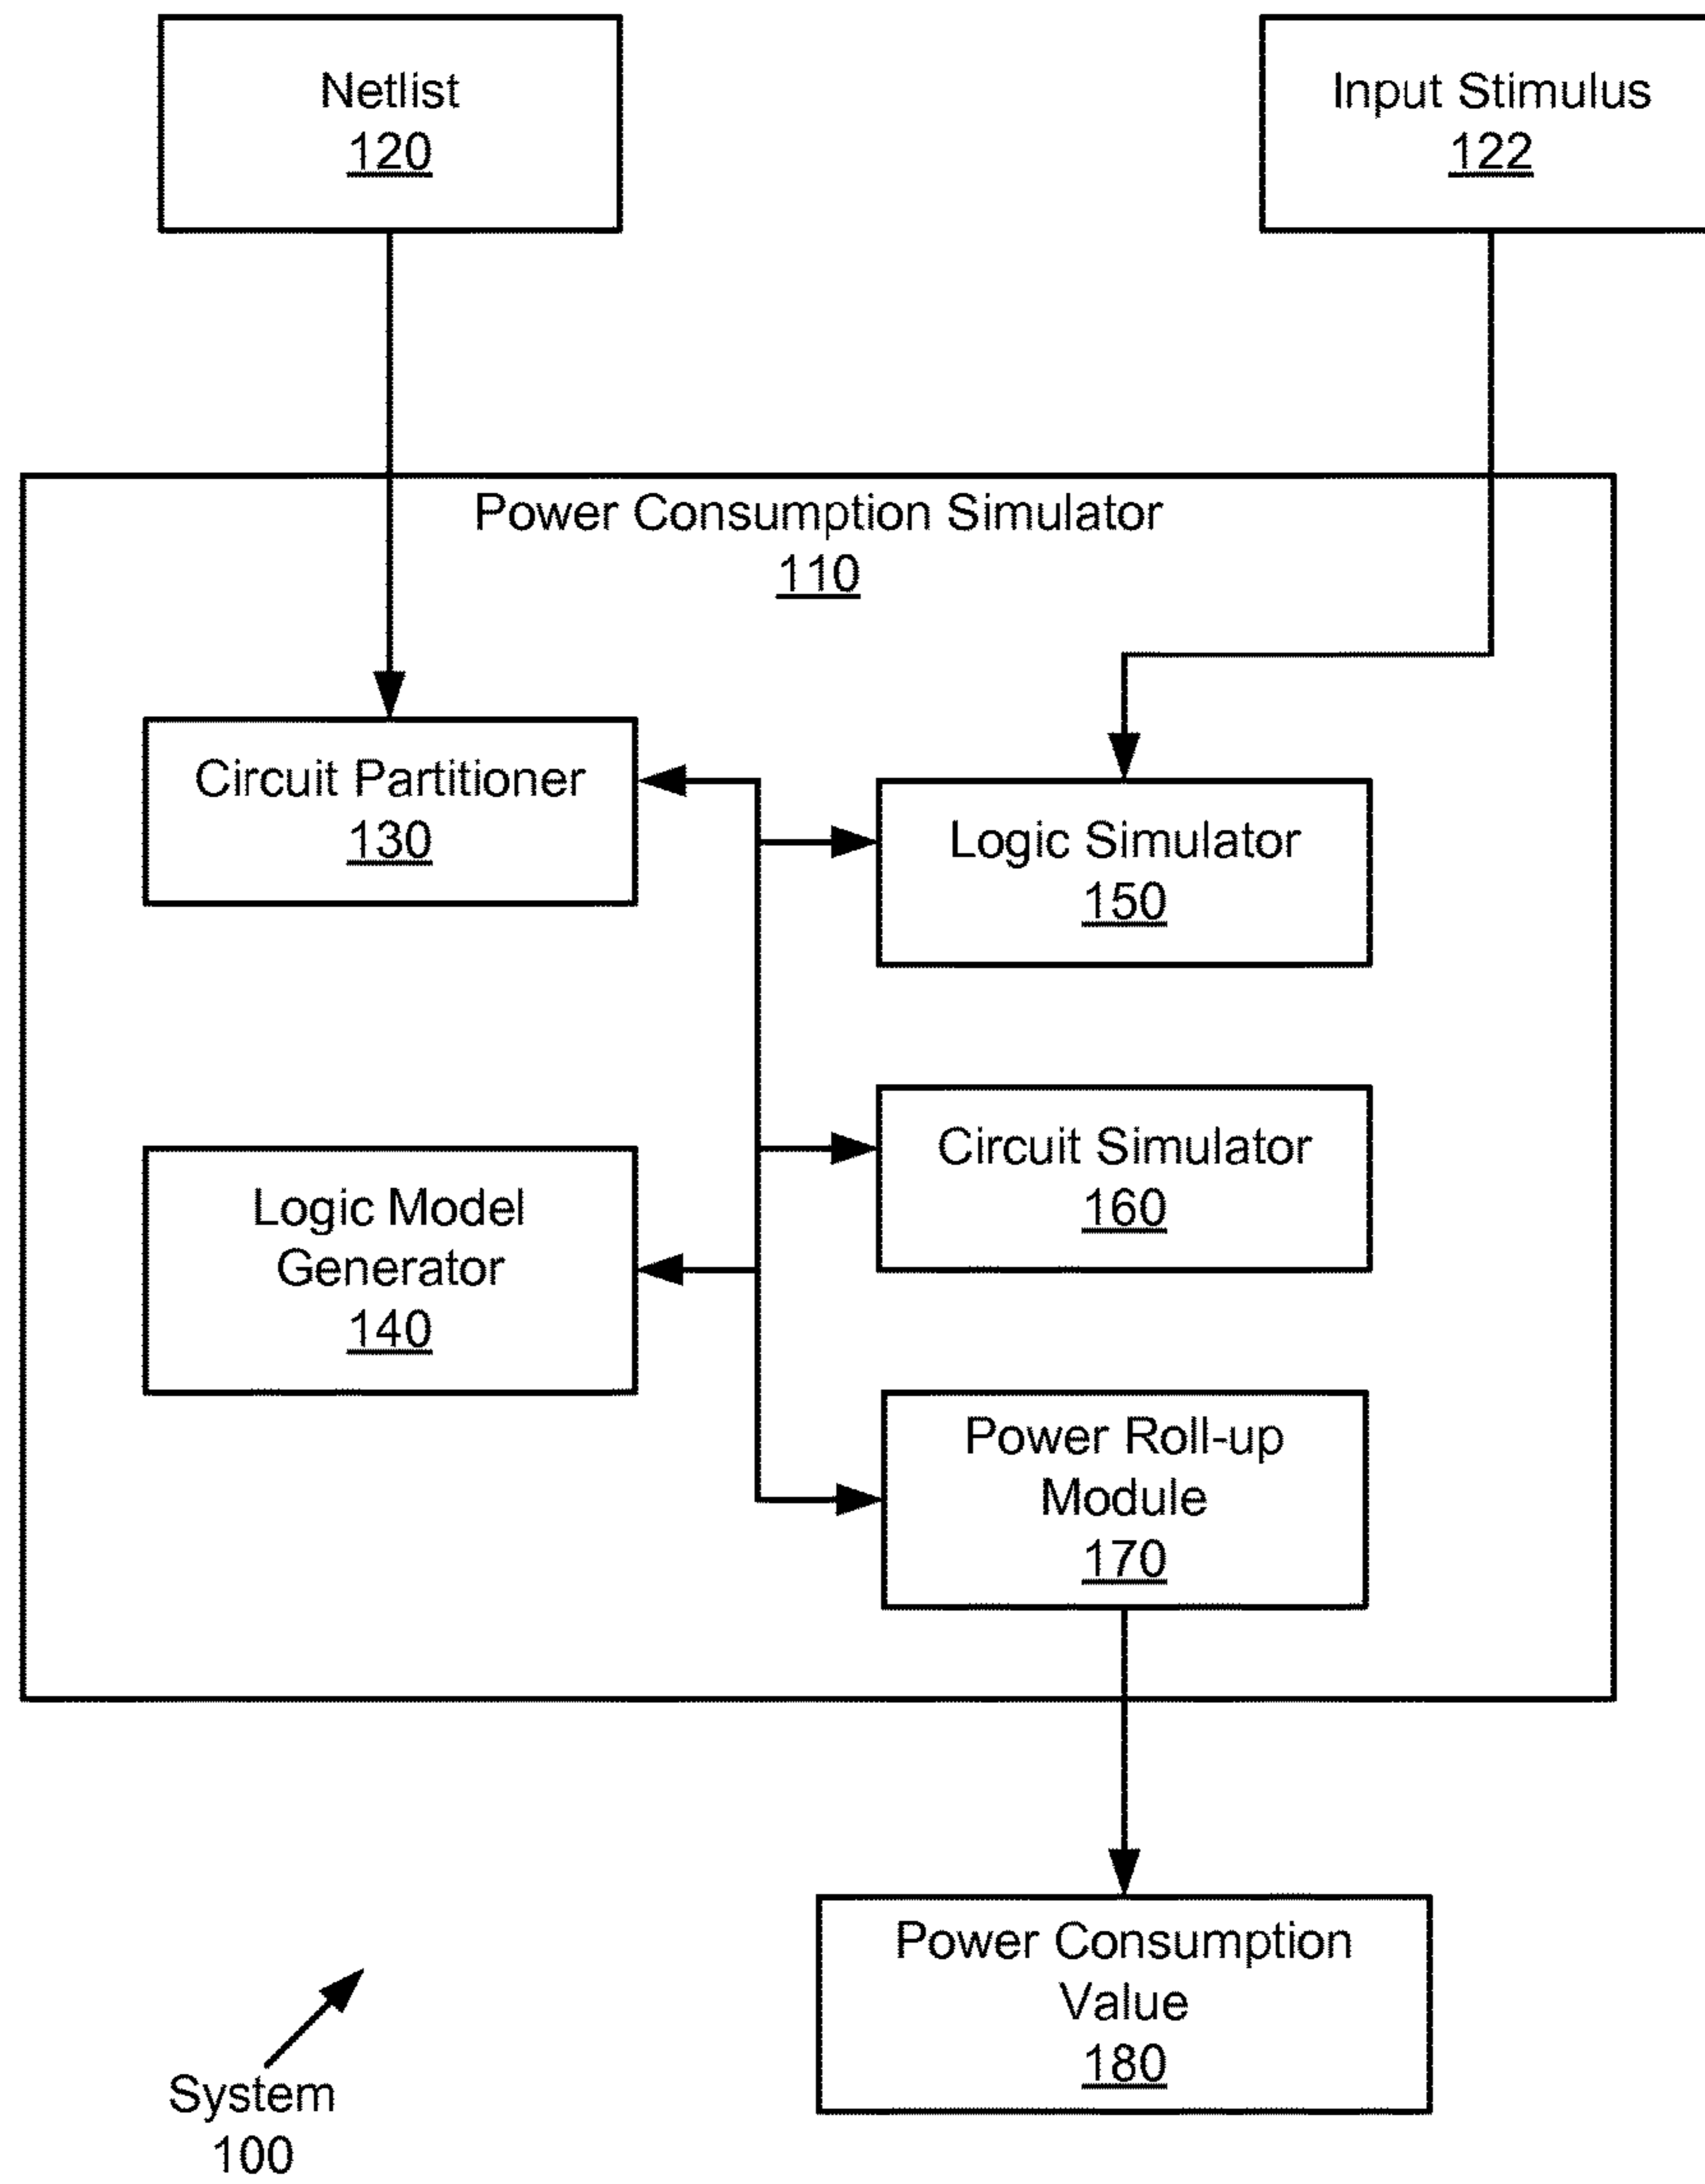 Netlist
120
Input Stimulus
122
Power Consumption Simulator
110
Circuit Partitioner
130
Logic Simulator
150
Circuit Simulator
160
Logic Model
Generator
140
Power Roll-up
Module
170
Power Consumption
Value
180
System
100